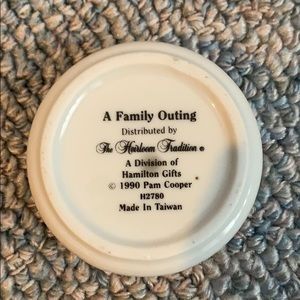 A Family Outing
Distributed by
The Heirloom Tradition ®
A Division of
Hamilton Gifts
© 1990 Pam Cooper
H2780
Made In Taiwan